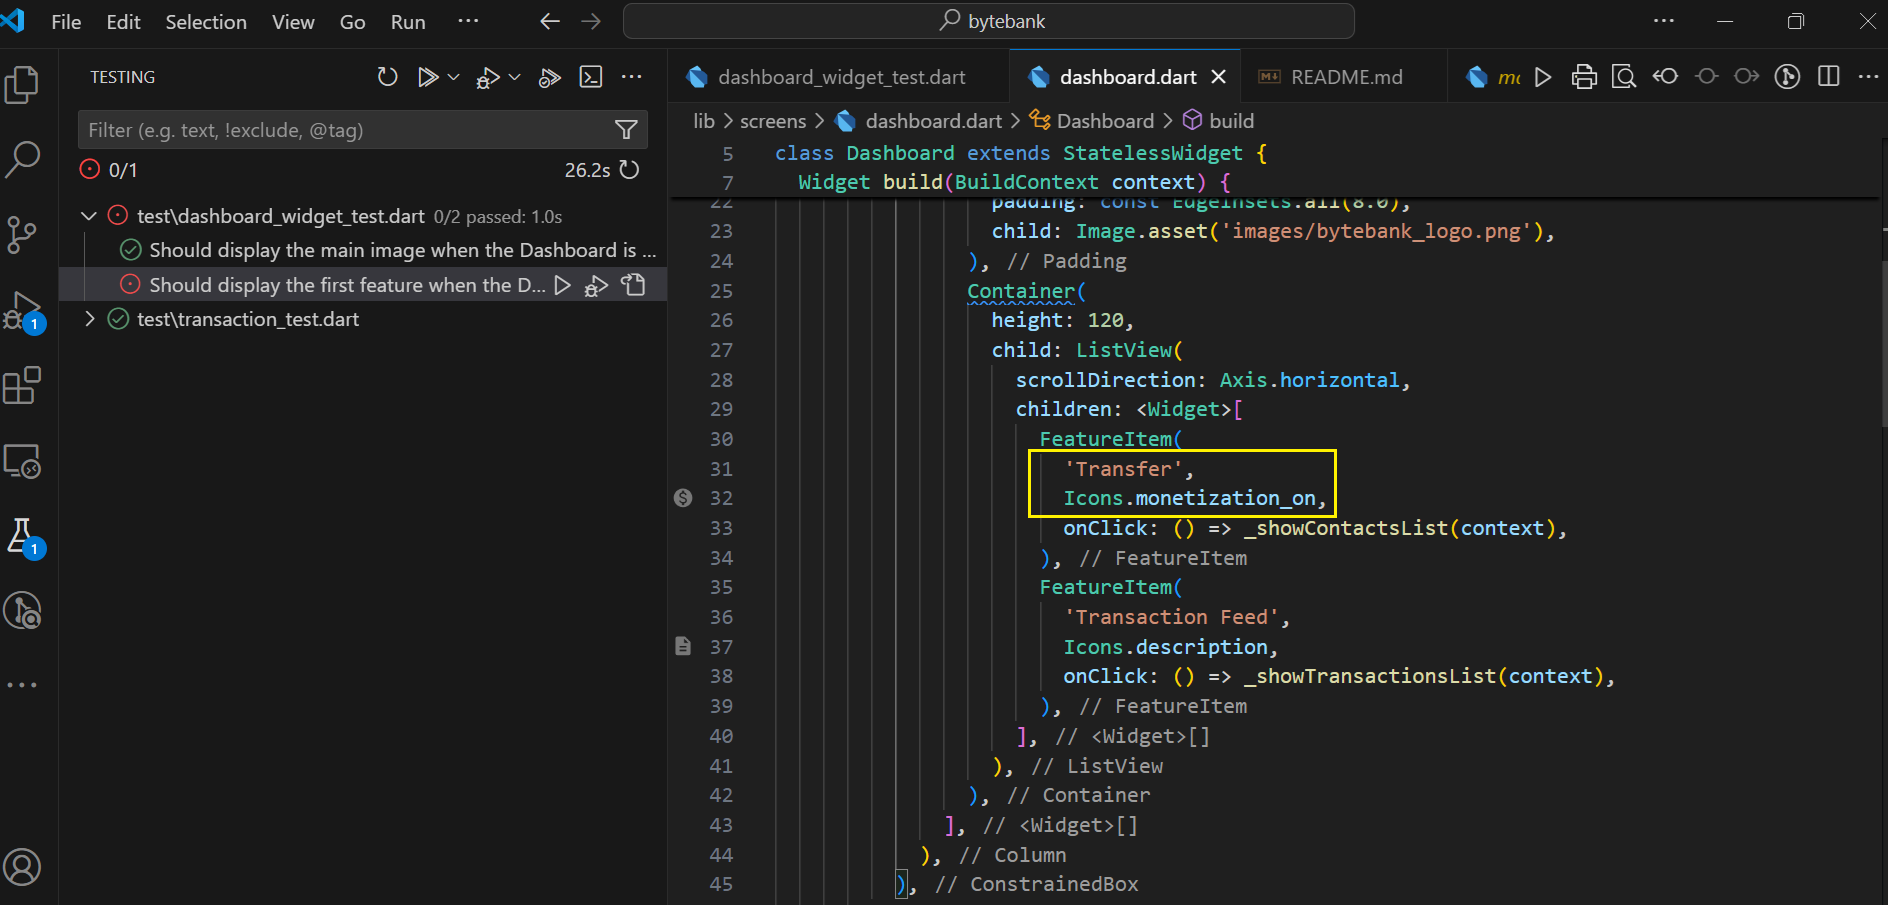 File Edit Selection View Go Run ··· bytebank
TESTING
Filter (e.g. text, !exclude, @tag)
0/1 26.2s
test\dashboard_widget_test.dart 0/2 passed: 1.0s
Should display the main image when the Dashboard is ...
Should display the first feature when the D...
test\transaction_test.dart
1
1
dashboard_widget_test.dart dashboard.dart README.md
lib > screens > dashboard.dart > Dashboard > build
5 class Dashboard extends StatelessWidget {
7 Widget build(BuildContext context) {
22 padding: const EdgeInsets.all(8.0),
23 child: Image.asset('images/bytebank_logo.png'),
24 ), // Padding
25 Container(
26 height: 120,
27 child: ListView(
28 scrollDirection: Axis.horizontal,
29 children: <Widget>[
30 FeatureItem(
31 'Transfer',
32 Icons.monetization_on,
33 onClick: () => _showContactsList(context),
34 ), // FeatureItem
35 FeatureItem(
36 'Transaction Feed',
37 Icons.description,
38 onClick: () => _showTransactionsList(context),
39 ), // FeatureItem
40 ], // <Widget>[]
41 ), // ListView
42 ), // Container
43 ], // <Widget>[]
44 ), // Column
45 ), // ConstrainedBox